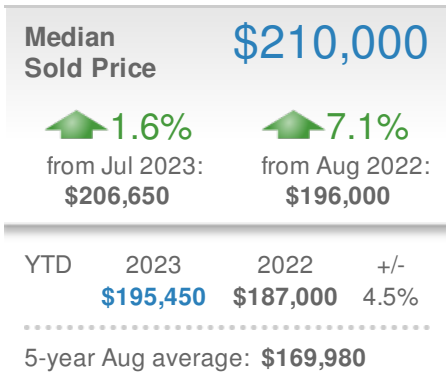 Median $210,000
Sold Price
1.6% 7.1%
from Jul 2023: from Aug 2022:
$206,650 $196,000
YTD 2023 2022 +/-
$195,450 $187,000 4.5%
5-year Aug average: $169,980